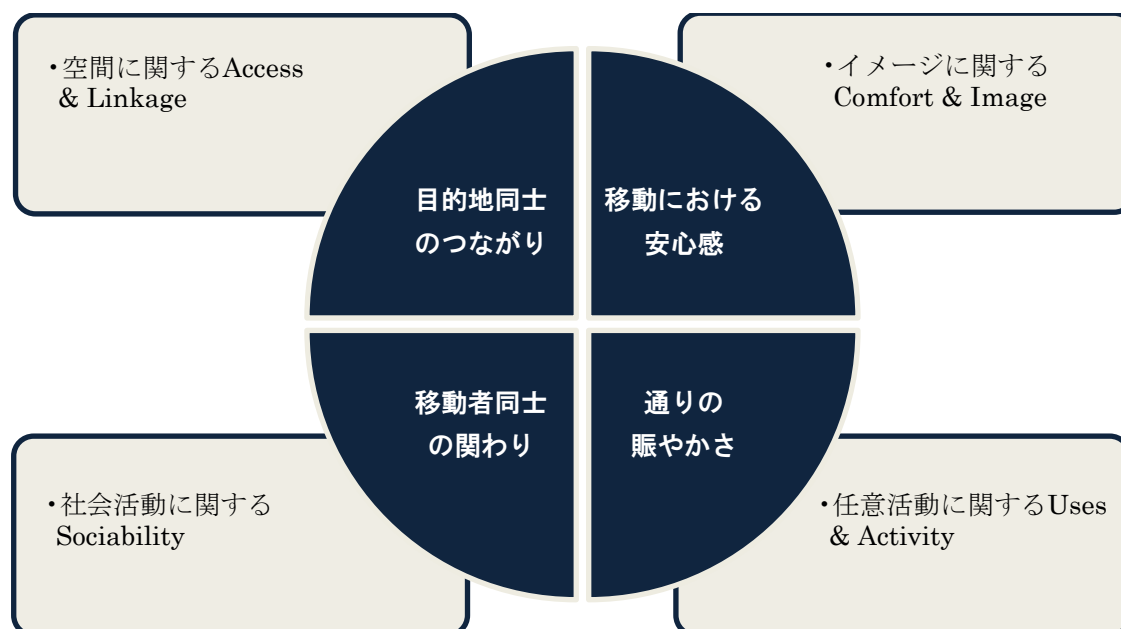 ・空間に関するAccess
& Linkage
・イメージに関する
Comfort & Image
目的地同士
のつながり
移動における
安心感
移動者同士
の関わり
通りの
賑やかさ
・社会活動に関する
Sociability
・任意活動に関するUses
& Activity